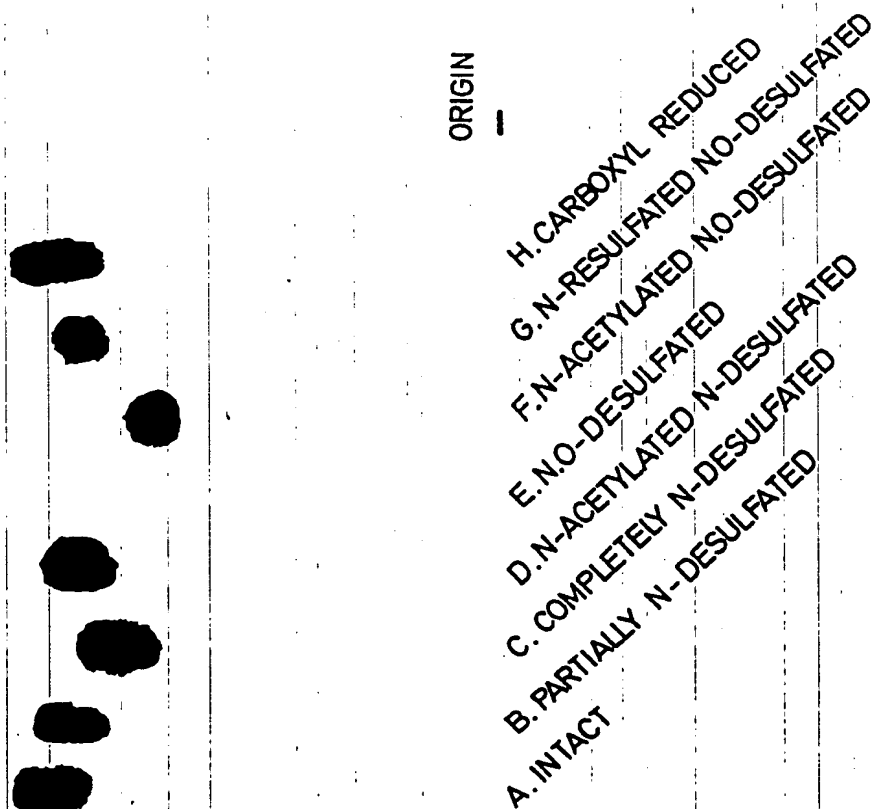 ORIGIN
H. CARBOXYL REDUCED
G. N-RESULFATED N.O-DESULFATED
F. N-ACETYLATED N.O-DESULFATED
E. N.O-DESULFATED
D. N-ACETYLATED N-DESULFATED
C. COMPLETELY N-DESULFATED
B. PARTIALLY N-DESULFATED
A. INTACT